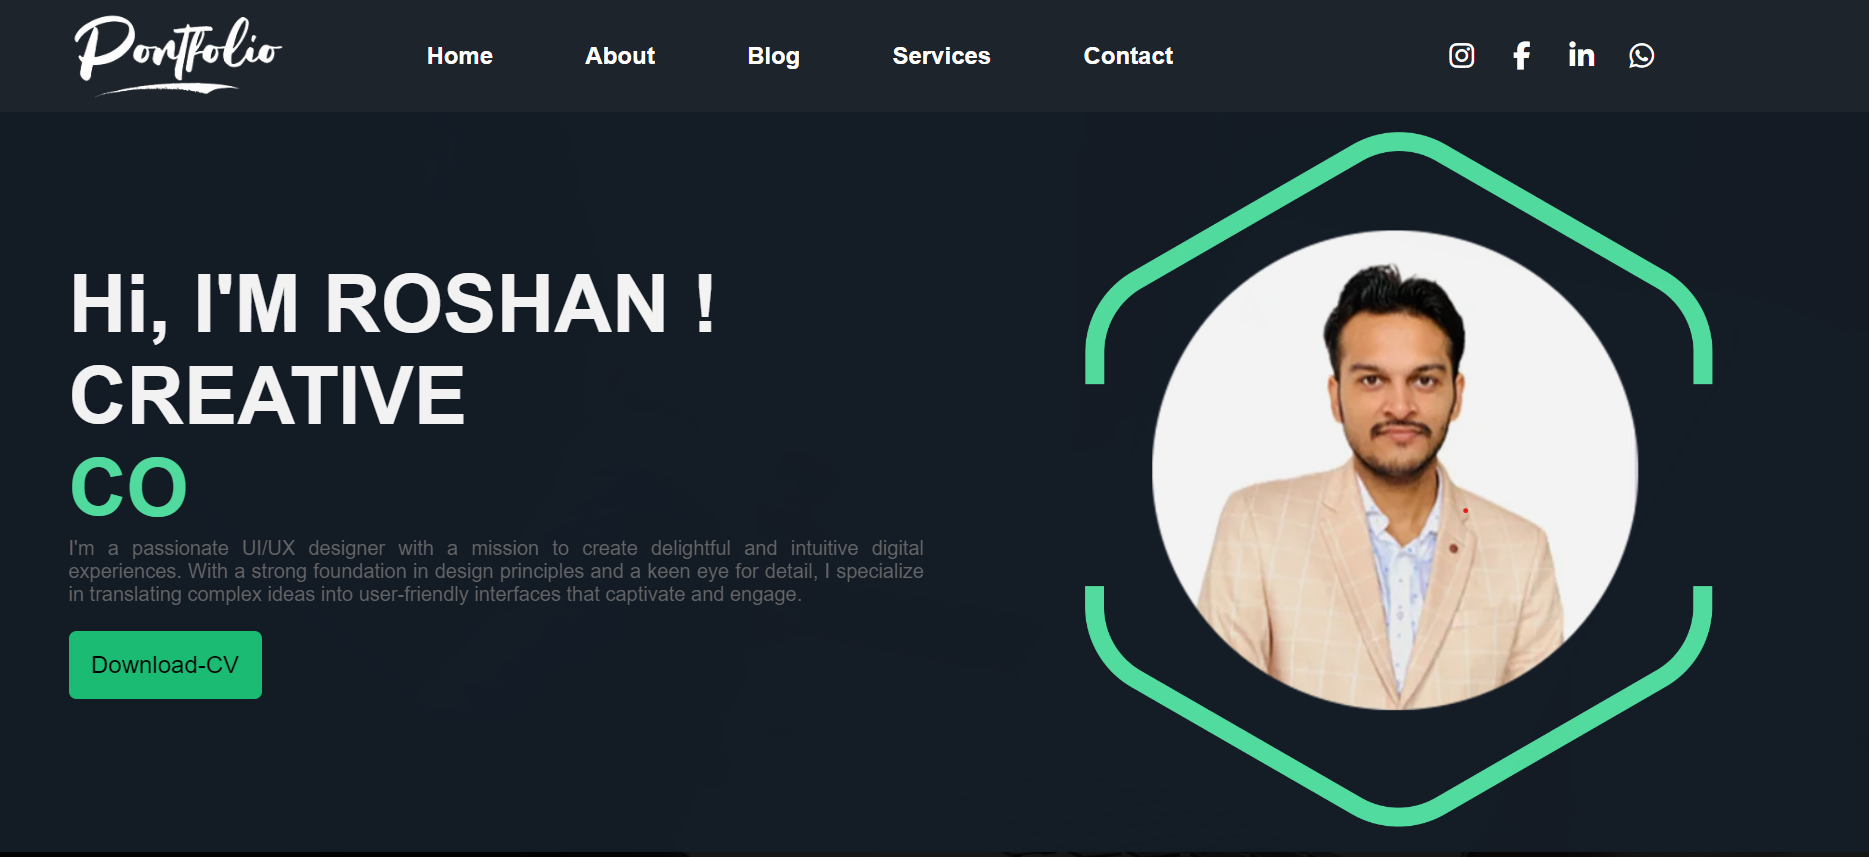 Portfolio
Home About Blog Services Contact
Hi, I'M ROSHAN !
CREATIVE
CO
I'm a passionate UI/UX designer with a mission to create delightful and intuitive digital
experiences. With a strong foundation in design principles and a keen eye for detail, I specialize
in translating complex ideas into user-friendly interfaces that captivate and engage.
Download-CV